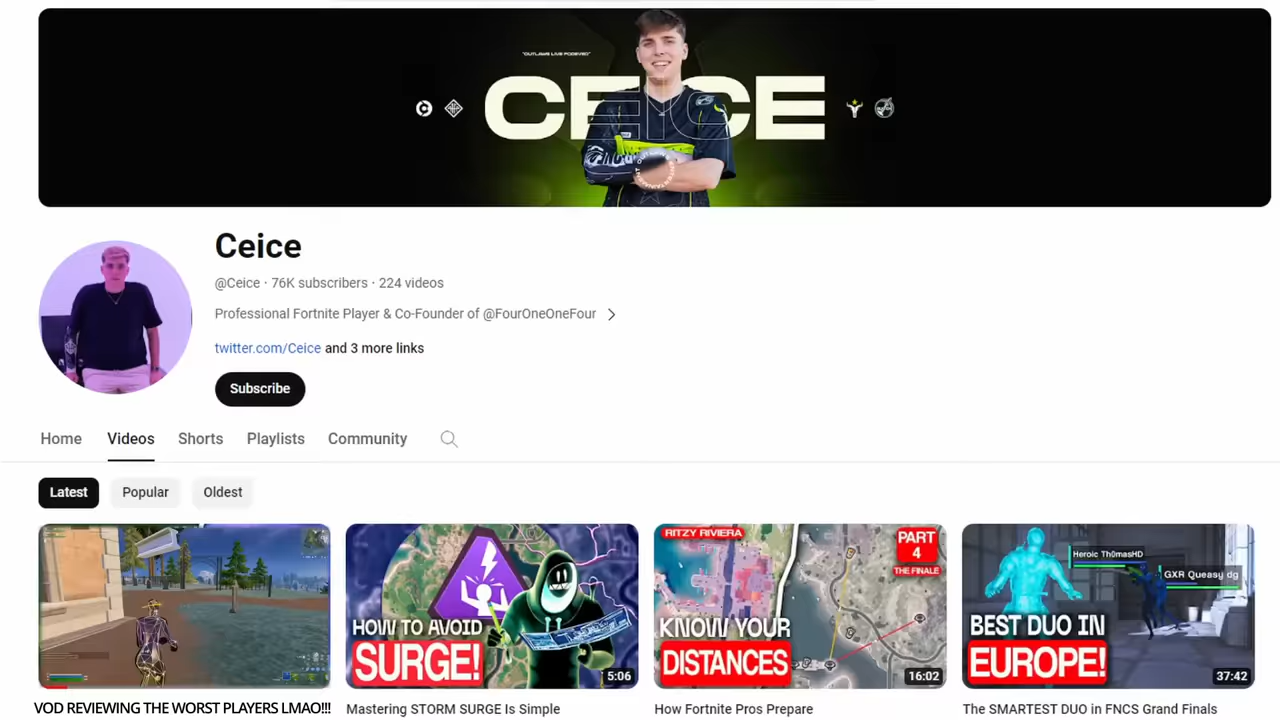 "OUTLAWS LIVE FOREVER"
CEICE
Ceice
@Ceice · 76K subscribers · 224 videos
Professional Fortnite Player & Co-Founder of @FourOneOneFour
twitter.com/Ceice and 3 more links
Subscribe
Home Videos Shorts Playlists Community
Latest Popular Oldest
HOW TO AVOID
SURGE!
5:06
RITZY RIVIERA
PART
4
THE FINALE
KNOW YOUR
DISTANCES
16:02
Heroic Th0masHD
GXR Queasy dg
BEST DUO IN
EUROPE!
37:42
VOD REVIEWING THE WORST PLAYERS LMAO!!!
Mastering STORM SURGE Is Simple
How Fortnite Pros Prepare
The SMARTEST DUO in FNCS Grand Finals